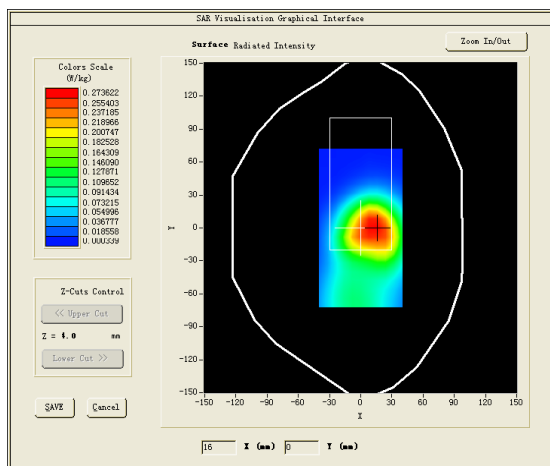 SAR Visualisation Graphical Interface
Surface Radiated Intensity
Zoom In/Out
Colors Scale
(W/kg)
0.273622
0.255403
0.237185
0.218966
0.200747
0.182528
0.164309
0.146090
0.127871
0.109652
0.091434
0.073215
0.054996
0.036777
0.018558
0.000339
Z-Cuts Control
<< Upper Cut
Z = 4.0 mm
Lower Cut >>
SAVE Cancel
150
120
90
60
30
0
-30
-60
-90
-120
-150
Y
-150 -120 -90 -60 -30 0 30 60 90 120 150
X
16 X (mm) 0 Y (mm)